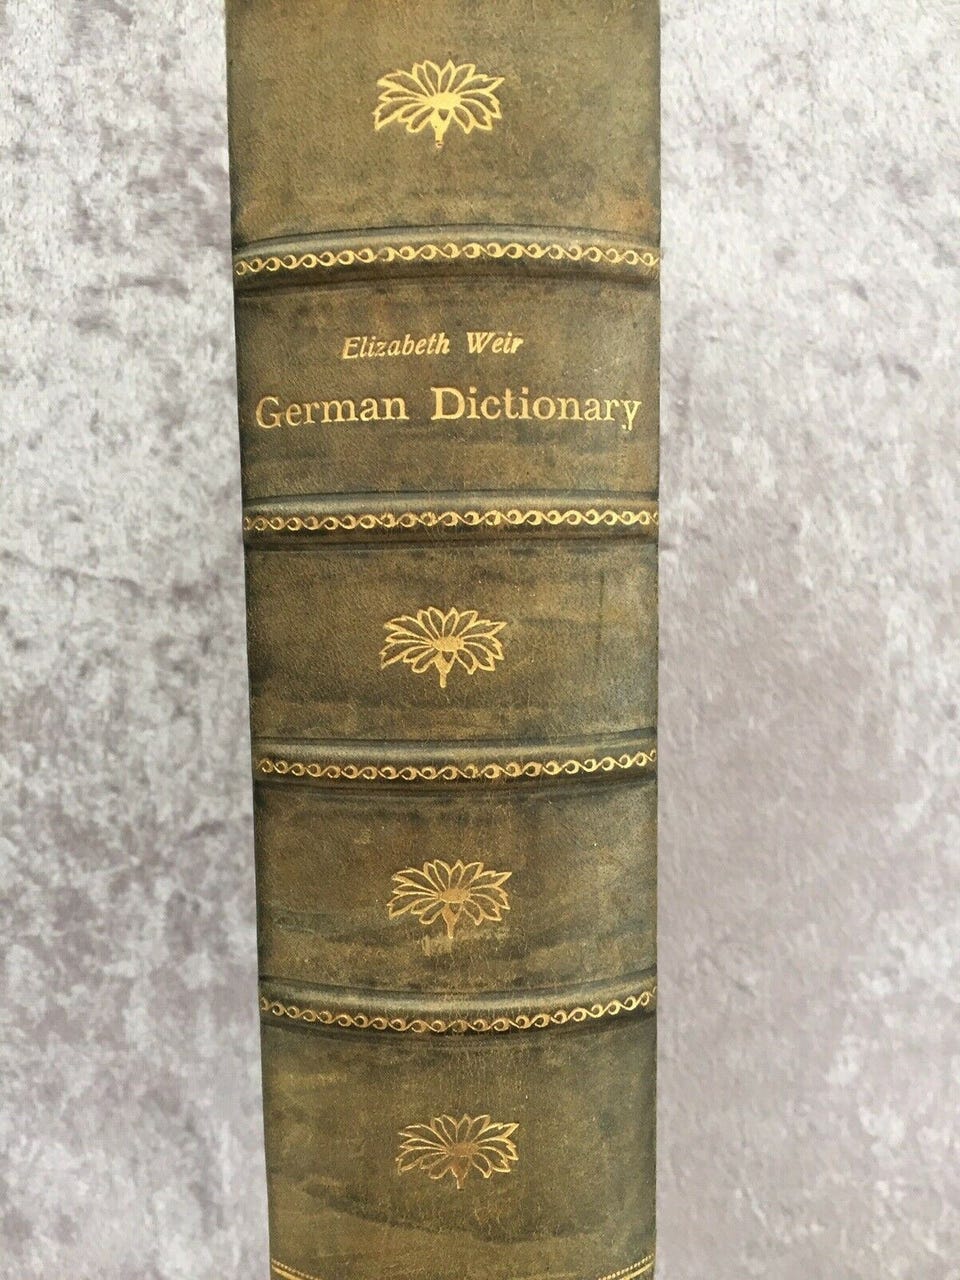 Elizabeth Weir
German Dictionary